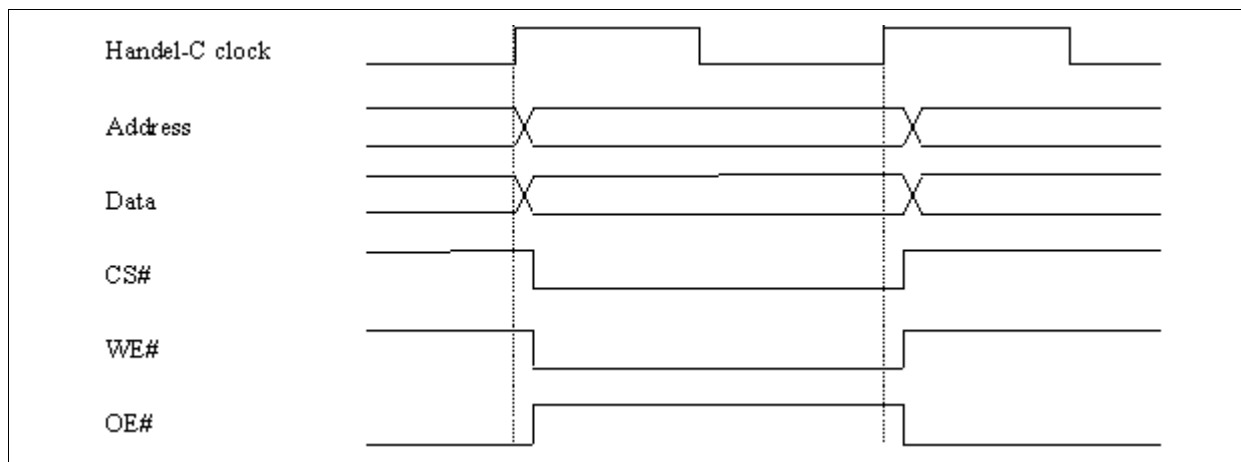 Handel-C clock
Address
Data
CS#
WE#
OE#